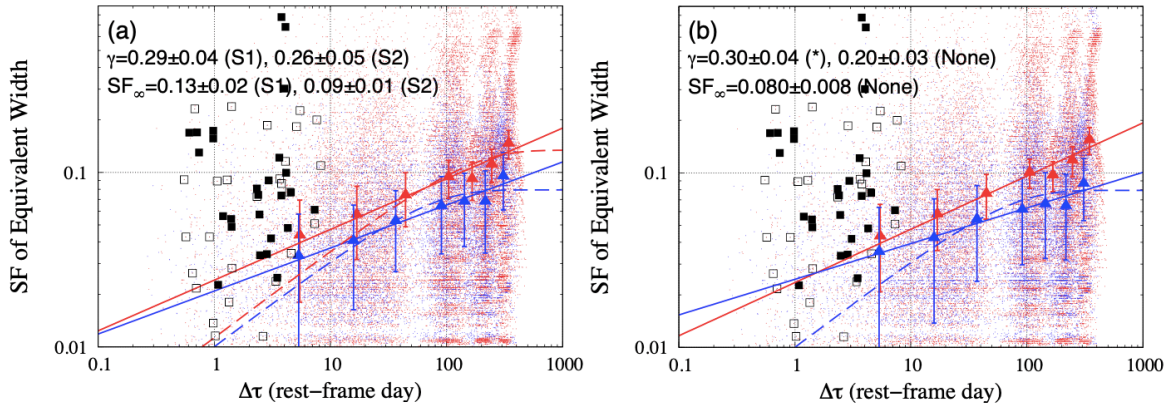 (a)
γ=0.29±0.04 (S1), 0.26±0.05 (S2)
SF∞=0.13±0.02 (S1), 0.09±0.01 (S2)
SF of Equivalent Width
0.1
0.01
0.1 1 10 100 1000
Δτ (rest−frame day)
(b)
γ=0.30±0.04 (*), 0.20±0.03 (None)
SF∞=0.080±0.008 (None)
SF of Equivalent Width
0.1
0.01
0.1 1 10 100 1000
Δτ (rest−frame day)